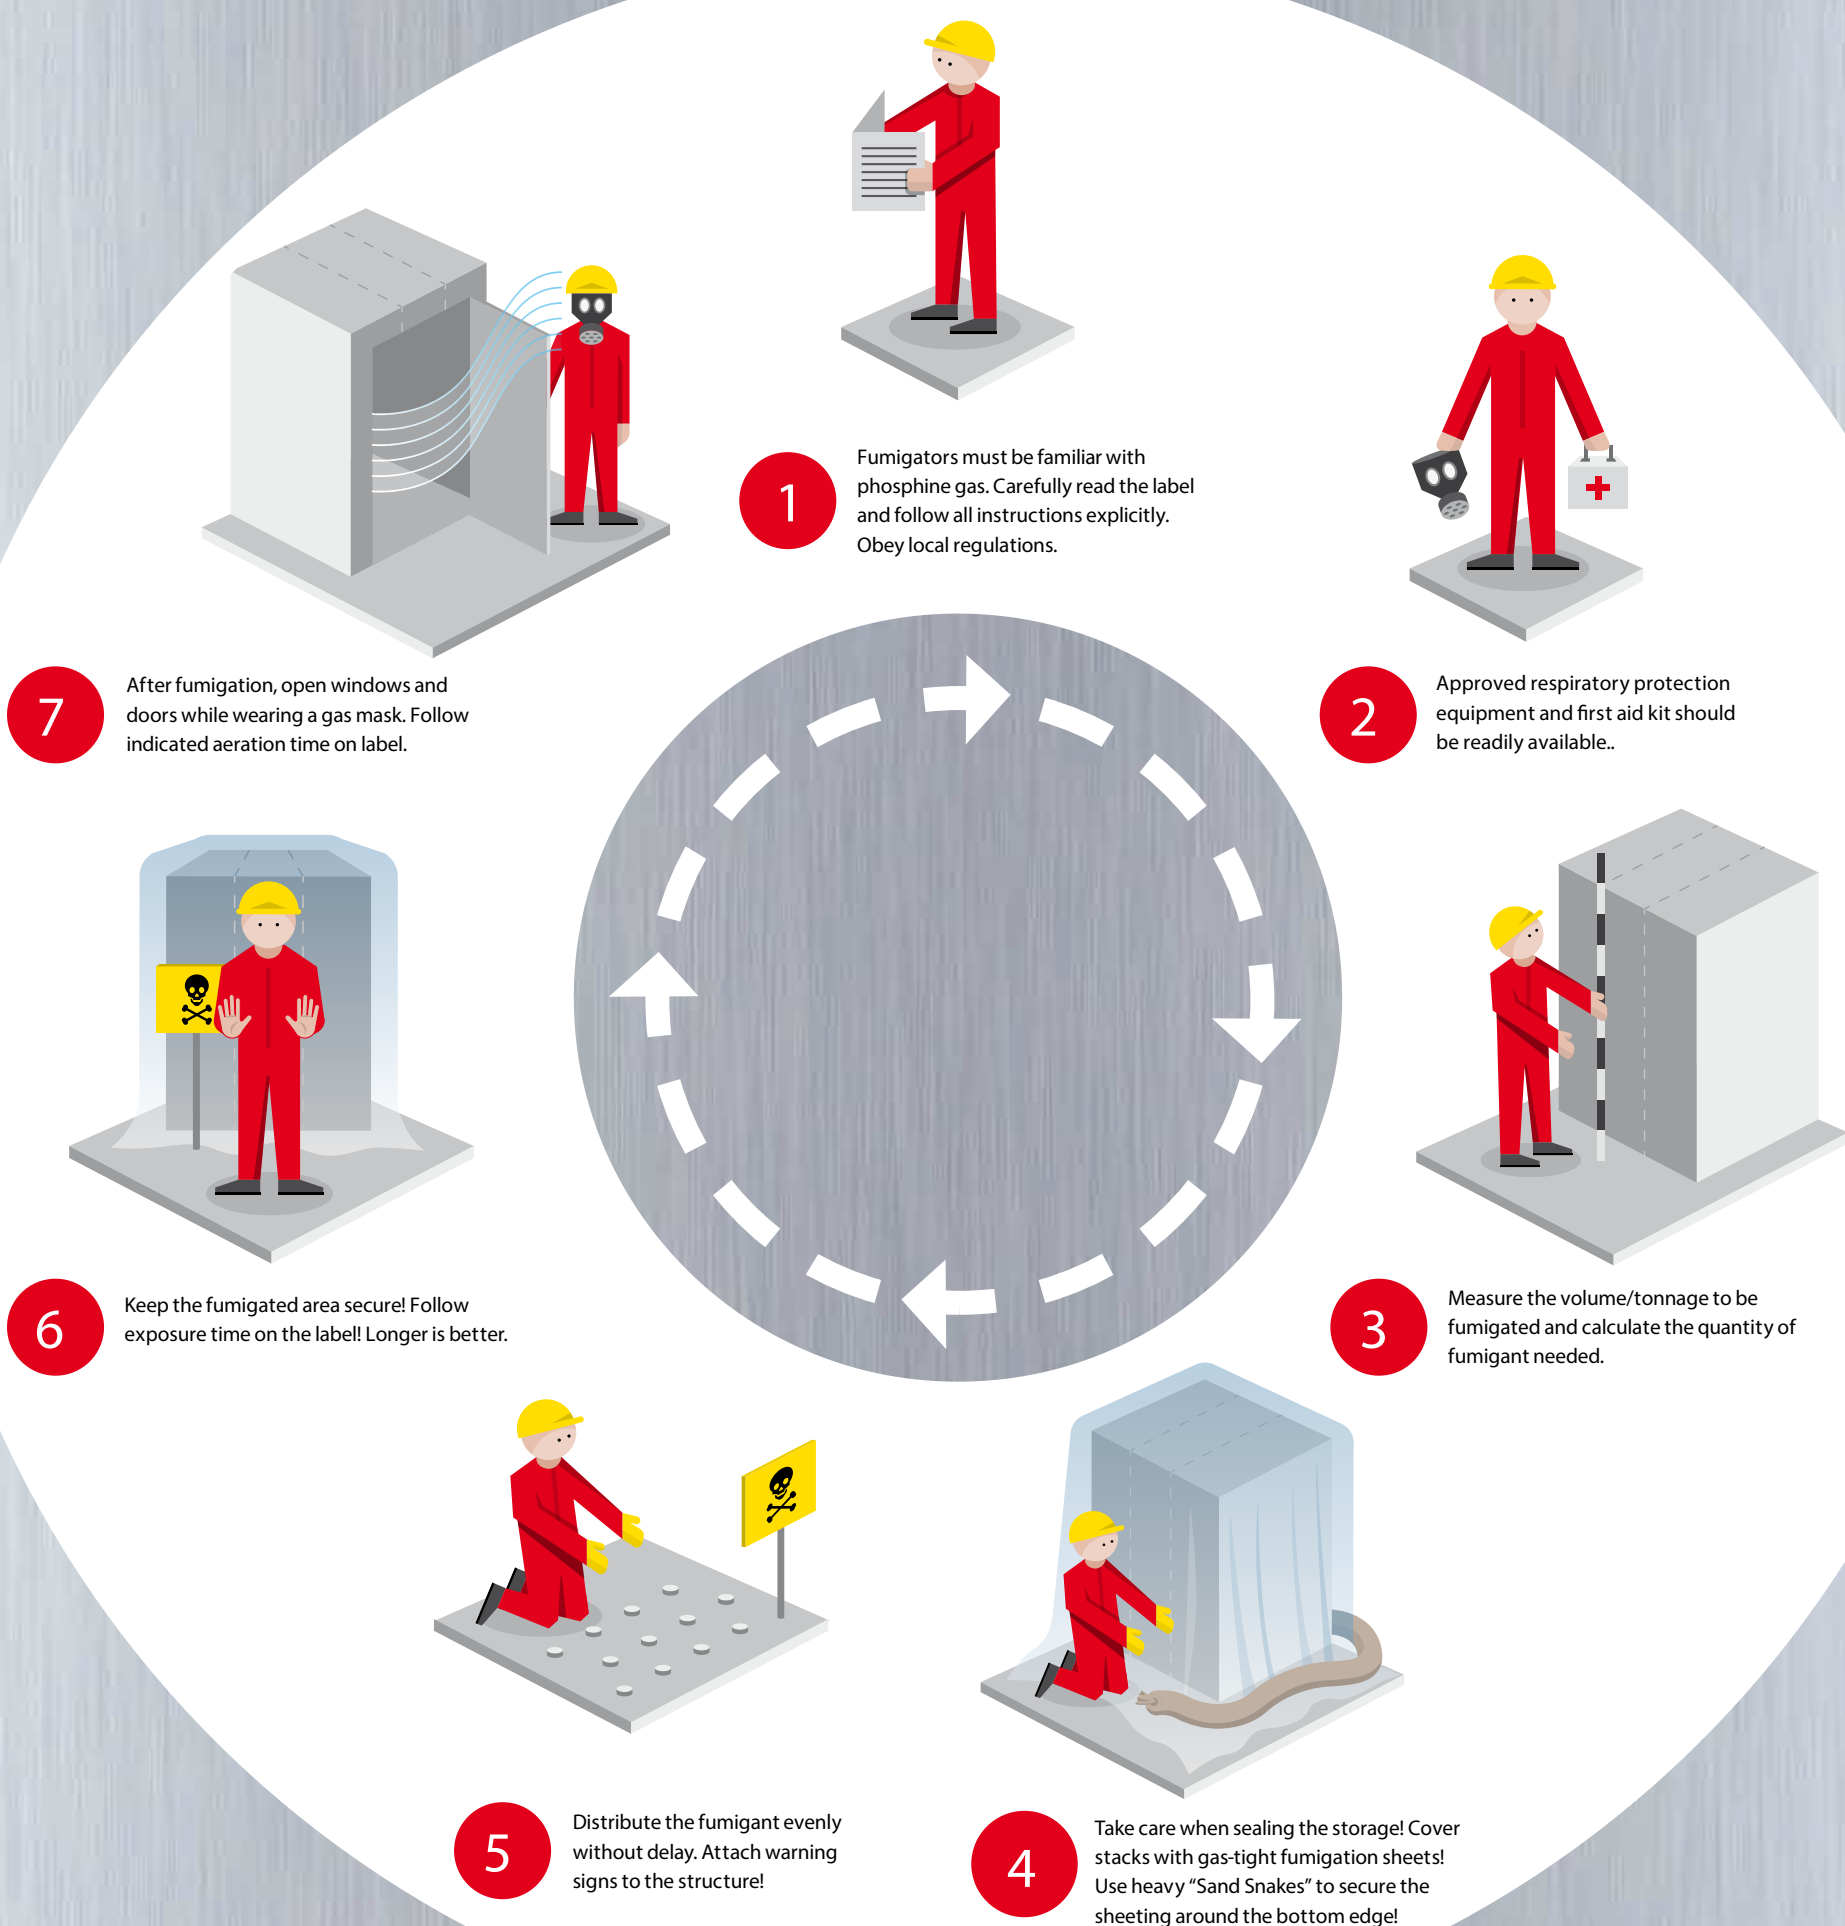 1
Fumigators must be familiar with
phosphine gas. Carefully read the label
and follow all instructions explicitly.
Obey local regulations.
2
Approved respiratory protection
equipment and first aid kit should
be readily available..
3
Measure the volume/tonnage to be
fumigated and calculate the quantity of
fumigant needed.
4
Take care when sealing the storage! Cover
stacks with gas-tight fumigation sheets!
Use heavy “Sand Snakes” to secure the
sheeting around the bottom edge!
5
Distribute the fumigant evenly
without delay. Attach warning
signs to the structure!
6
Keep the fumigated area secure! Follow
exposure time on the label! Longer is better.
7
After fumigation, open windows and
doors while wearing a gas mask. Follow
indicated aeration time on label.